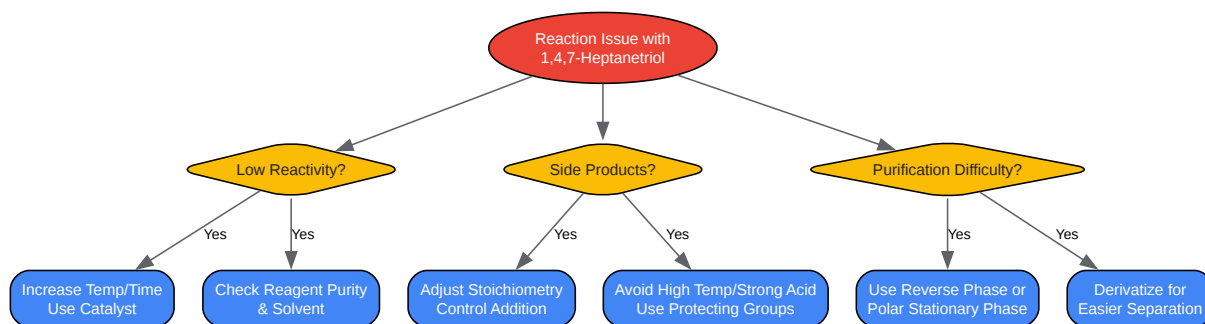 Reaction Issue with
1,4,7-Heptanetriol
Low Reactivity?
Side Products?
Purification Difficulty?
Yes
Yes
Yes
Yes
Yes
Yes
Increase Temp/Time
Use Catalyst
Check Reagent Purity
& Solvent
Adjust Stoichiometry
Control Addition
Avoid High Temp/Strong Acid
Use Protecting Groups
Use Reverse Phase or
Polar Stationary Phase
Derivatize for
Easier Separation